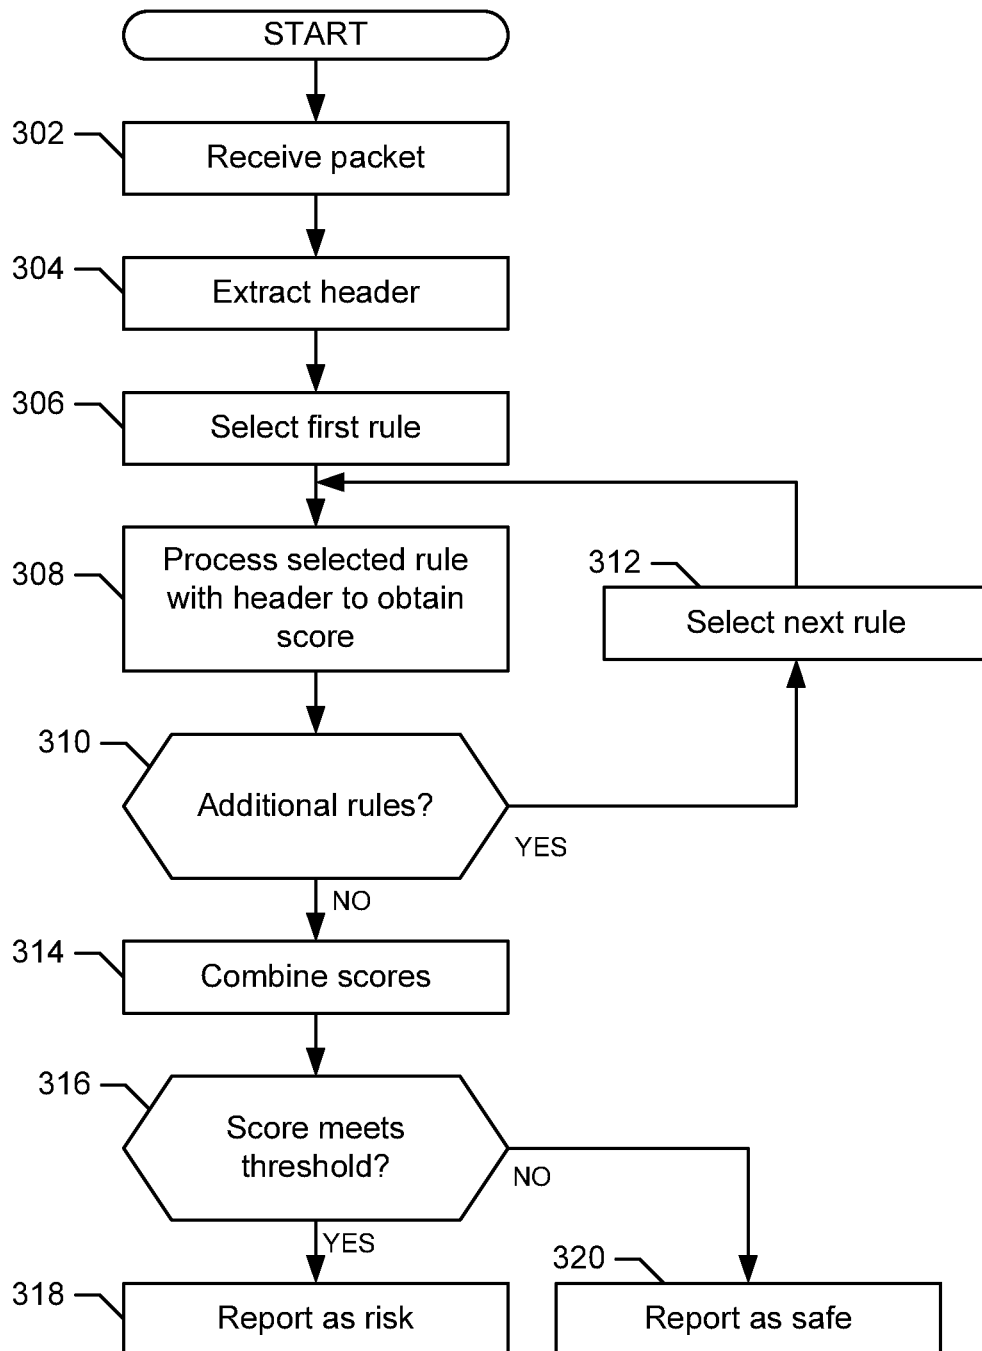 START
302
Receive packet
304
Extract header
306
Select first rule
308
Process selected rule
with header to obtain
score
312
Select next rule
310
Additional rules?
YES
NO
314
Combine scores
316
Score meets
threshold?
NO
YES
318
Report as risk
320
Report as safe